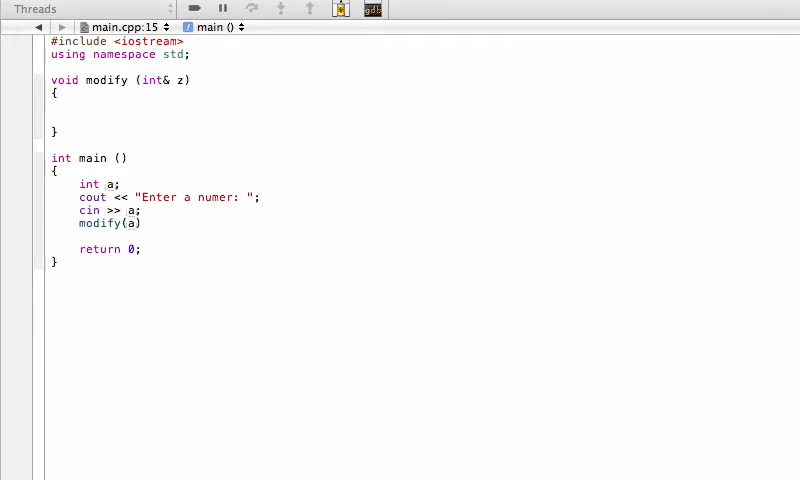 Threads
gdb
main.cpp:15 main ()
#include <iostream>
using namespace std;
void modify (int& z)
{
}
int main ()
{
int a;
cout << "Enter a numer: ";
cin >> a;
modify(a)
return 0;
}